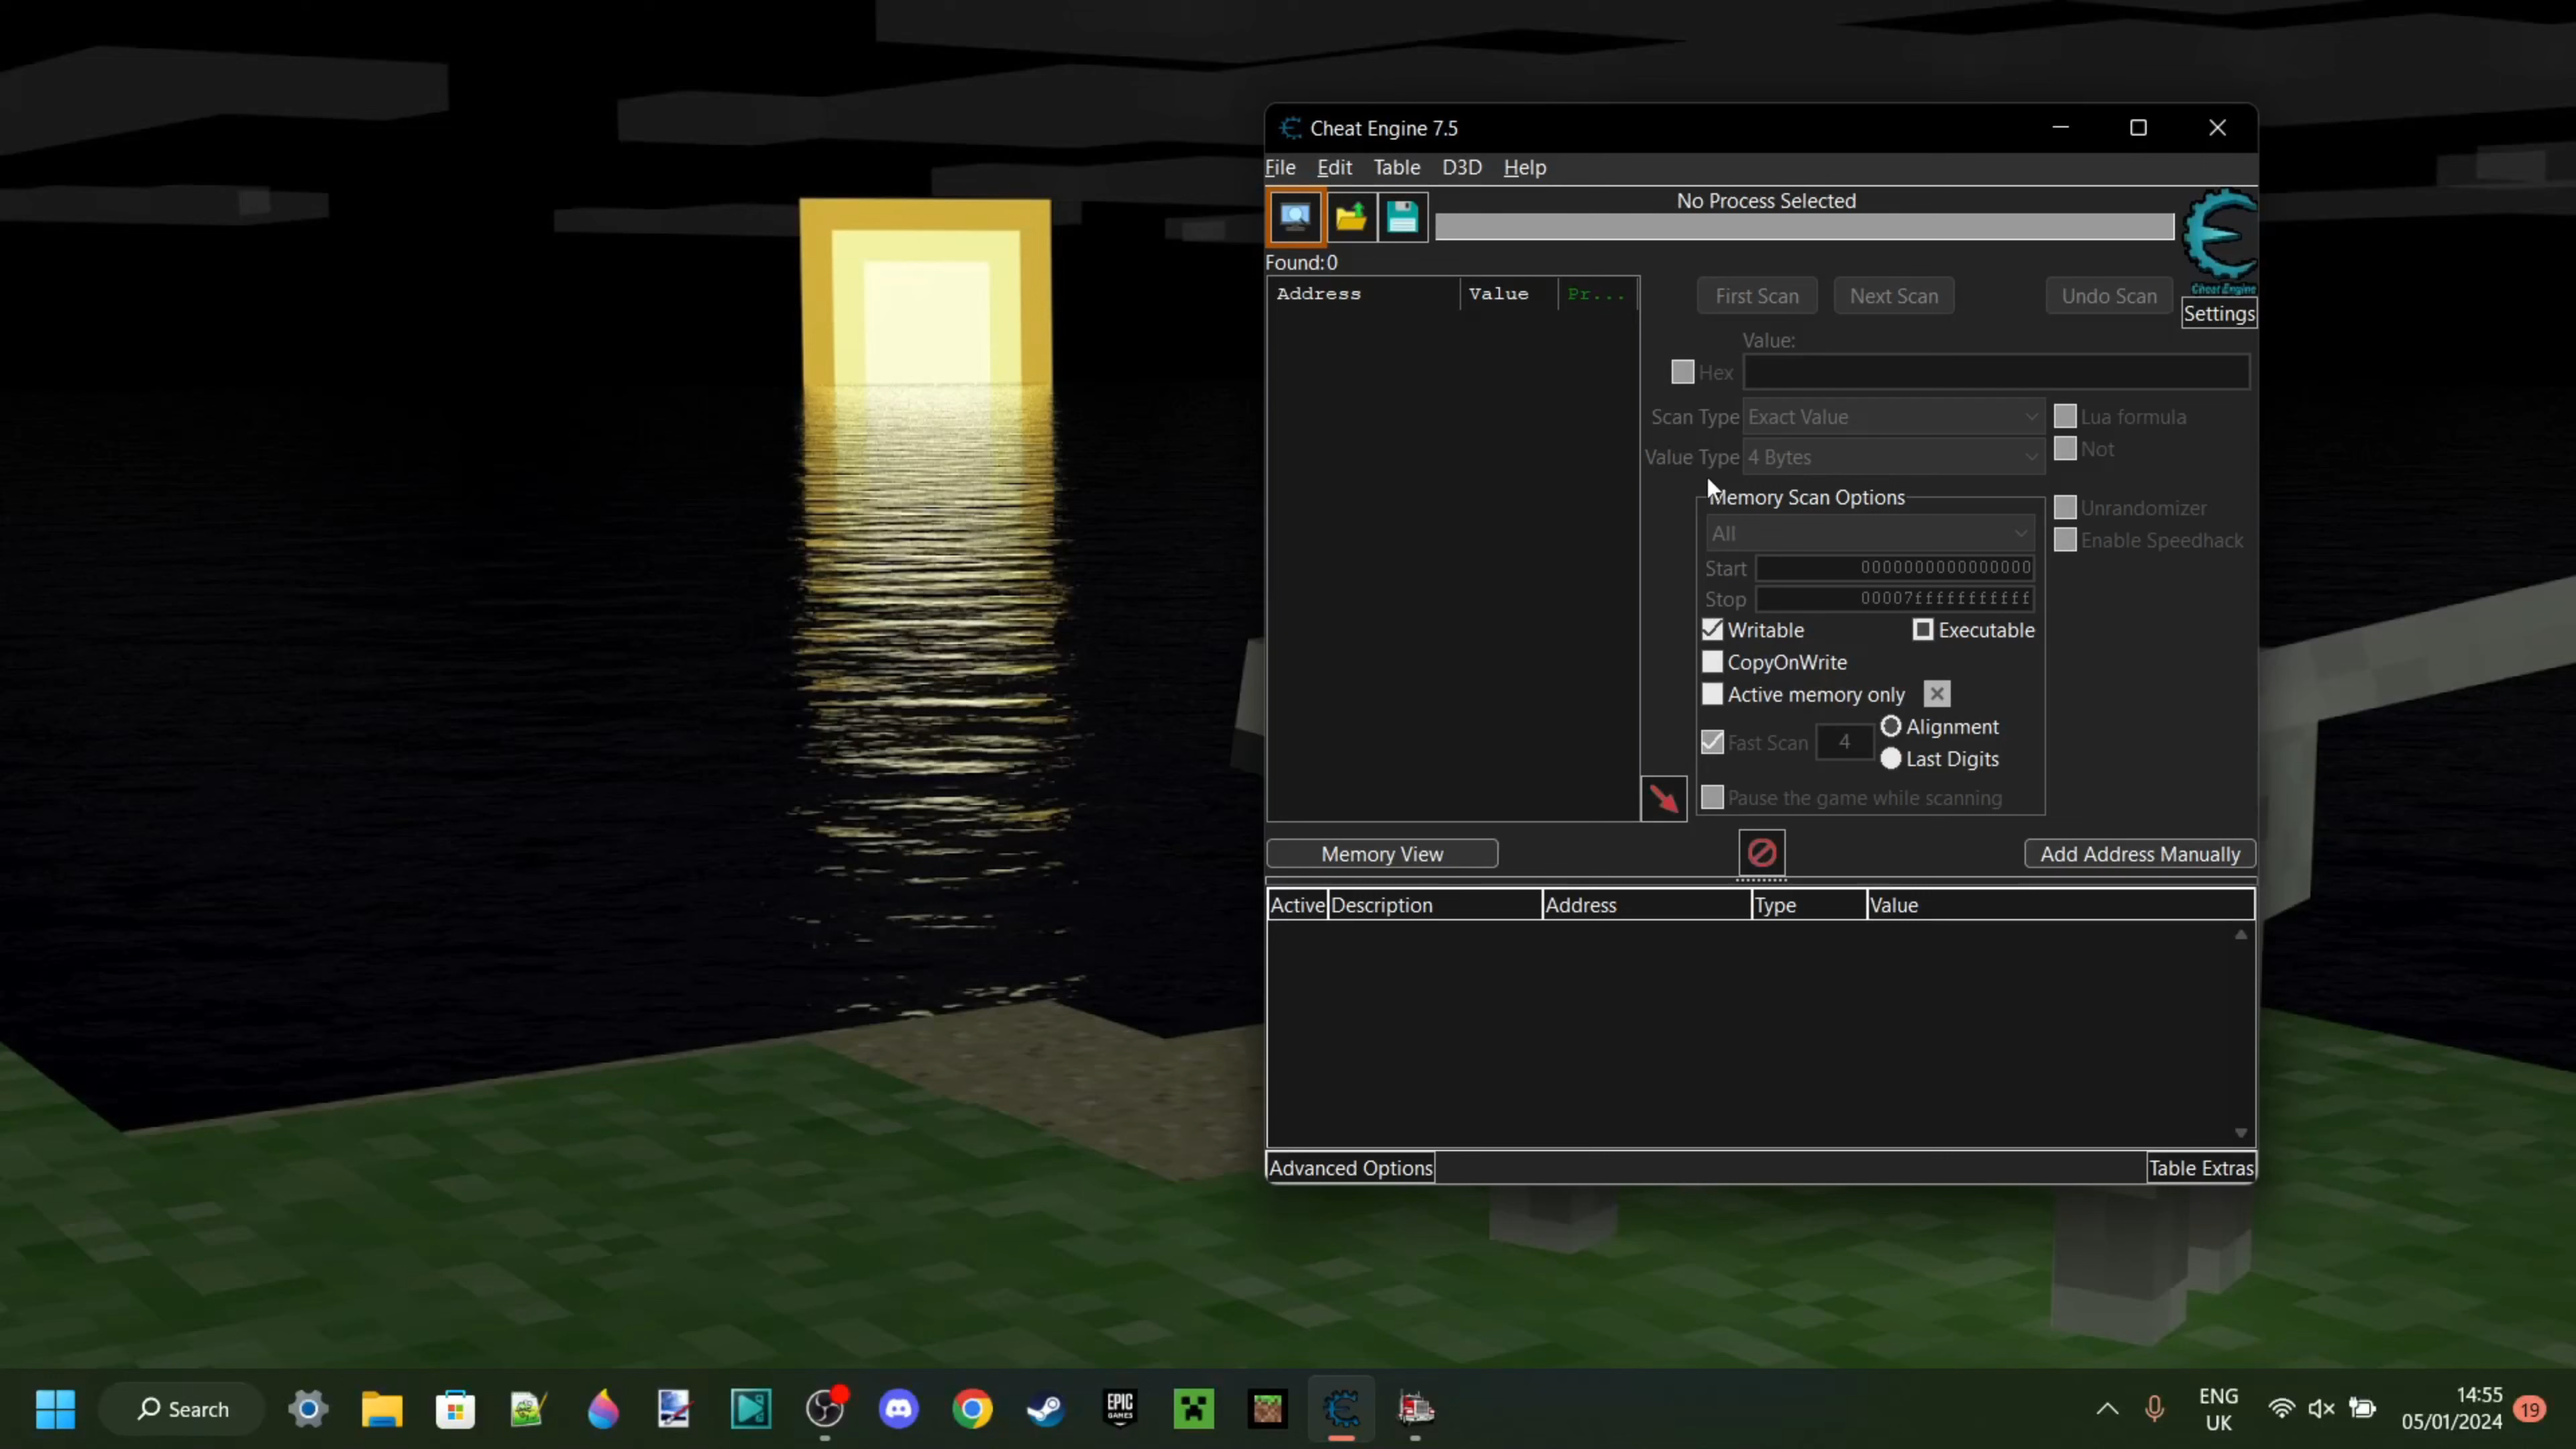 Cheat Engine 7.5
File Edit Table D3D Help
No Process Selected
Found:0
Address Value Pr...
First Scan Next Scan Undo Scan
Cheat Engine
Settings
Value:
Hex
Scan Type Exact Value Lua formula
Value Type 4 Bytes Not
Memory Scan Options
All
Unrandomizer
Enable Speedhack
Start 0000000000000000
Stop 00007fffffffffff
Writable Executable
CopyOnWrite
Active memory only
Fast Scan 4 Alignment
Last Digits
Pause the game while scanning
Memory View Add Address Manually
Active Description Address Type Value
Advanced Options Table Extras
Search
EPIC GAMES
ENG
UK
14:55
05/01/2024
19